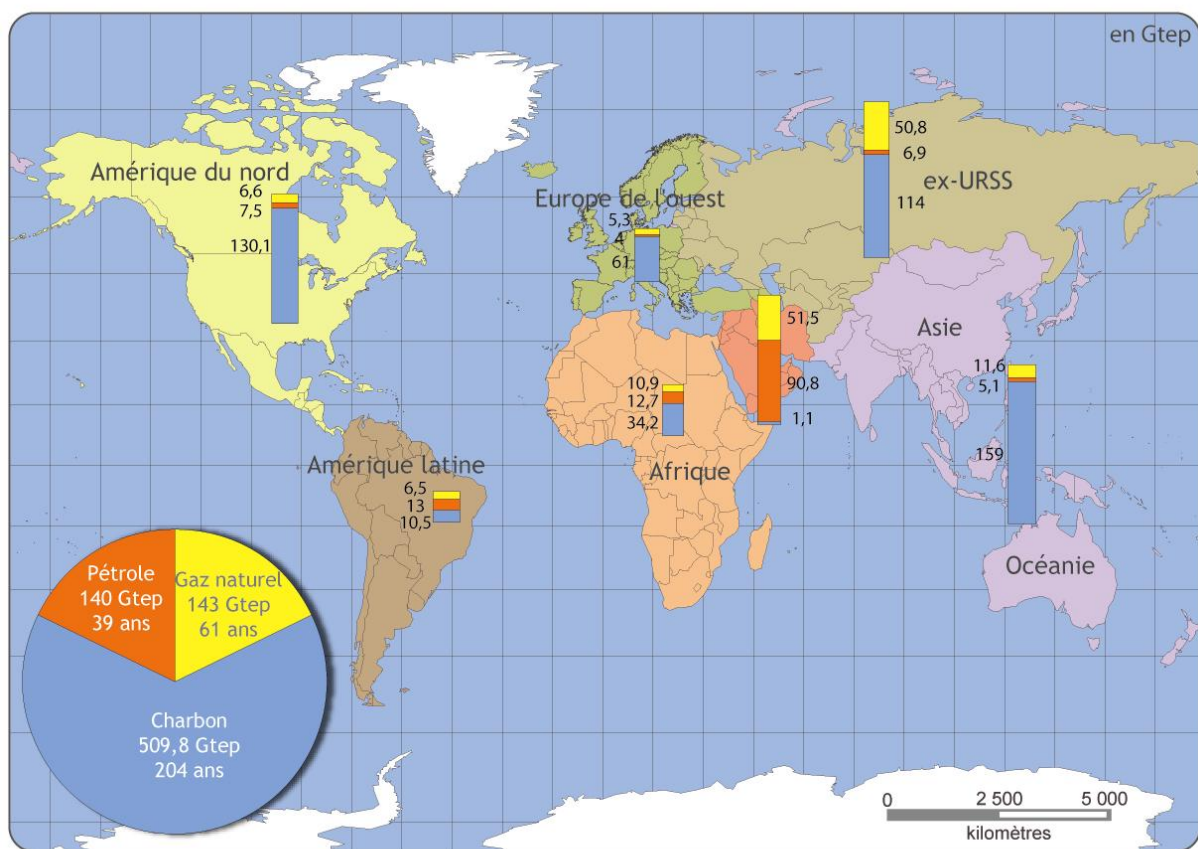 en Gtep
Amérique du nord
6,6
7,5
130,1
Europe de l'ouest
5,3
4
61
50,8
6,9
ex-URSS
114
Asie
51,5
90,8
1,1
11,6
5,1
159
10,9
12,7
34,2
Afrique
Amérique latine
6,5
13
10,5
Océanie
Pétrole
140 Gtep
39 ans
Gaz naturel
143 Gtep
61 ans
Charbon
509,8 Gtep
204 ans
0 2 500 5 000
kilomètres